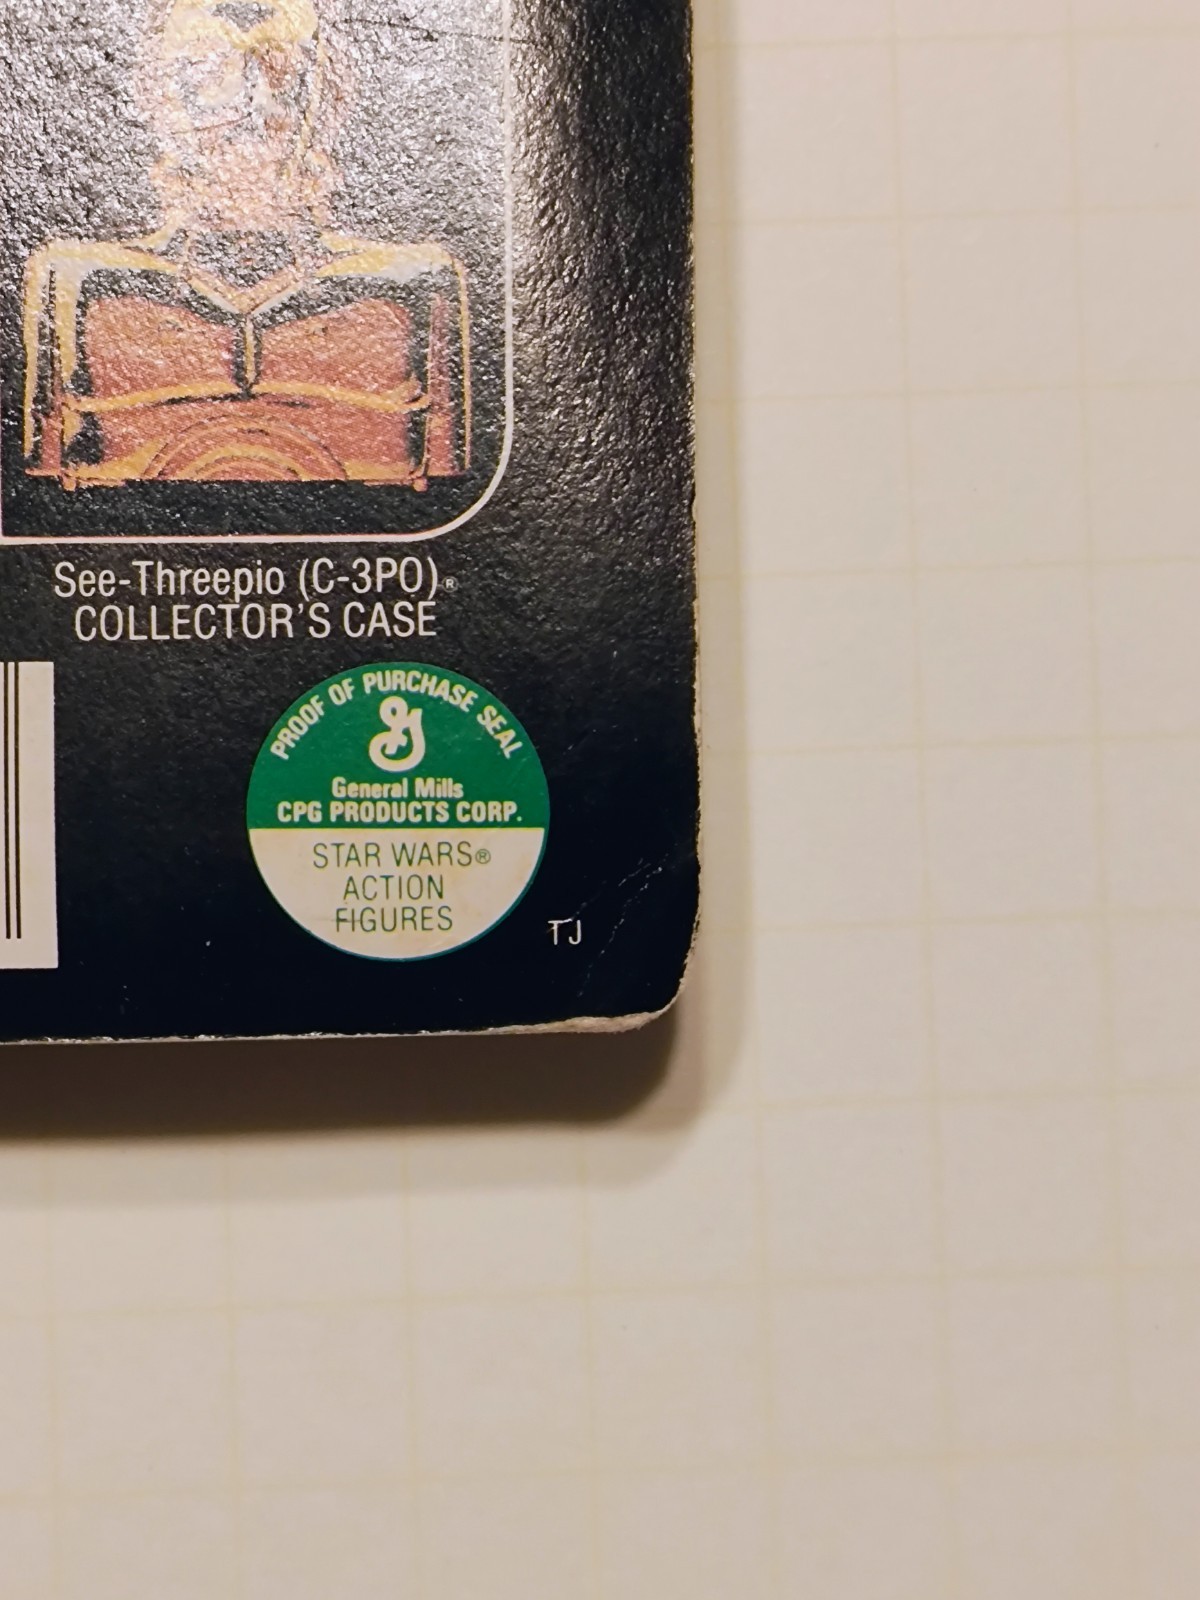 See-Threepio (C-3PO)®
COLLECTOR'S CASE
PROOF OF PURCHASE SEAL
General Mills
CPG PRODUCTS CORP.
STAR WARS®
ACTION
FIGURES
TJ